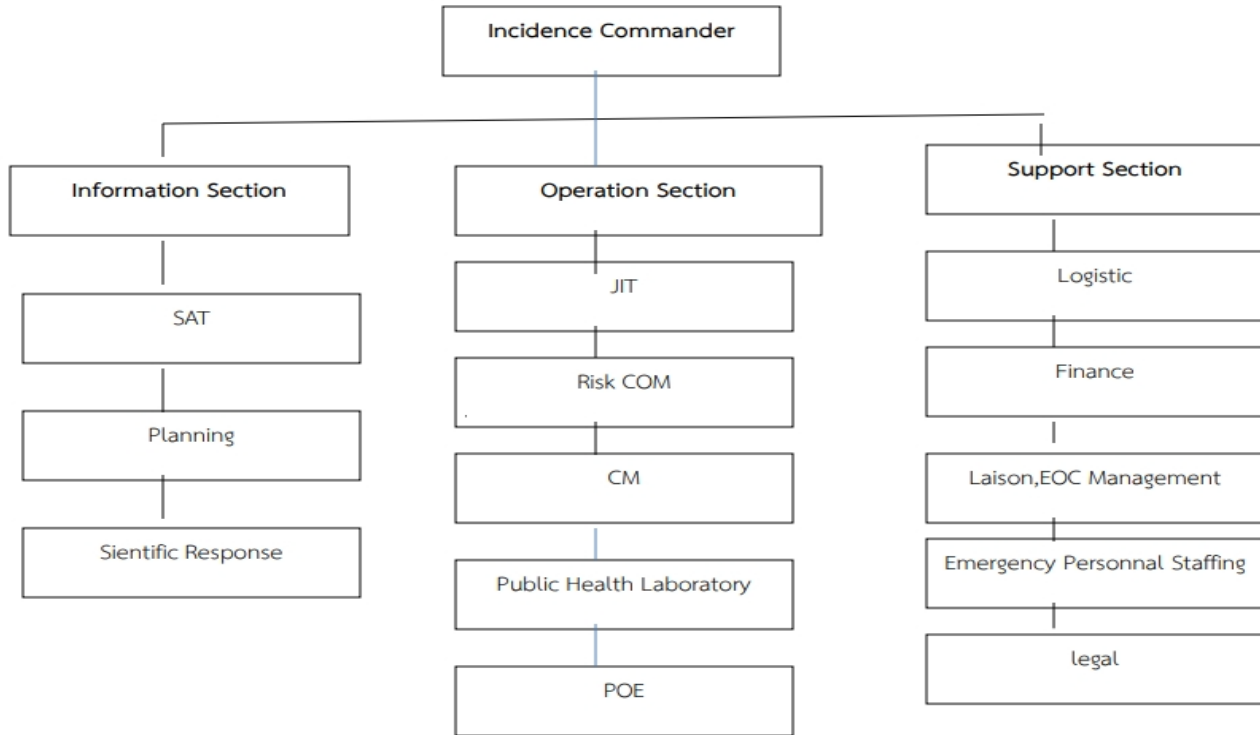 Incidence Commander
Information Section
SAT
Planning
Sientific Response
Operation Section
JIT
Risk COM
CM
Public Health Laboratory
POE
Support Section
Logistic
Finance
Laison,EOC Management
Emergency Personnal Staffing
legal